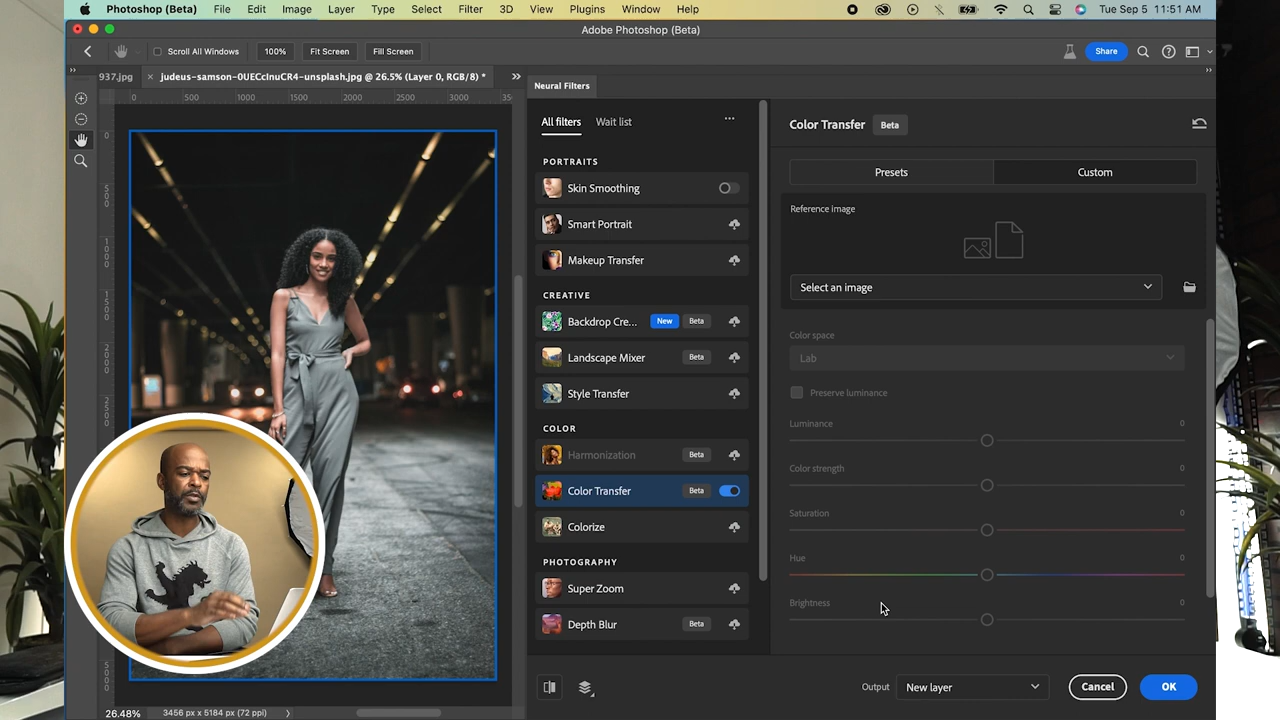 Photoshop (Beta) File Edit Image Layer Type Select Filter 3D View Plugins Window Help Tue Sep 5 11:51 AM
Adobe Photoshop (Beta)
Scroll All Windows 100% Fit Screen Fill Screen Share
937.jpg × judeus-samson-0UECcInuCR4-unsplash.jpg @ 26.5% (Layer 0, RGB/8) *
Neural Filters
0 500 1000 1500 2000 2500 3000
All filters Wait list
PORTRAITS
Skin Smoothing
Smart Portrait
Makeup Transfer
CREATIVE
Backdrop Cre... New Beta
Landscape Mixer Beta
Style Transfer
COLOR
Harmonization Beta
Color Transfer Beta
Colorize
PHOTOGRAPHY
Super Zoom
Depth Blur Beta
Color Transfer Beta
Presets Custom
Reference image
Select an image
Color space
Lab
Preserve luminance
Luminance 0
Color strength 0
Saturation 0
Hue 0
Brightness 0
Output New layer Cancel OK
26.48% 3456 px x 5184 px (72 ppi)